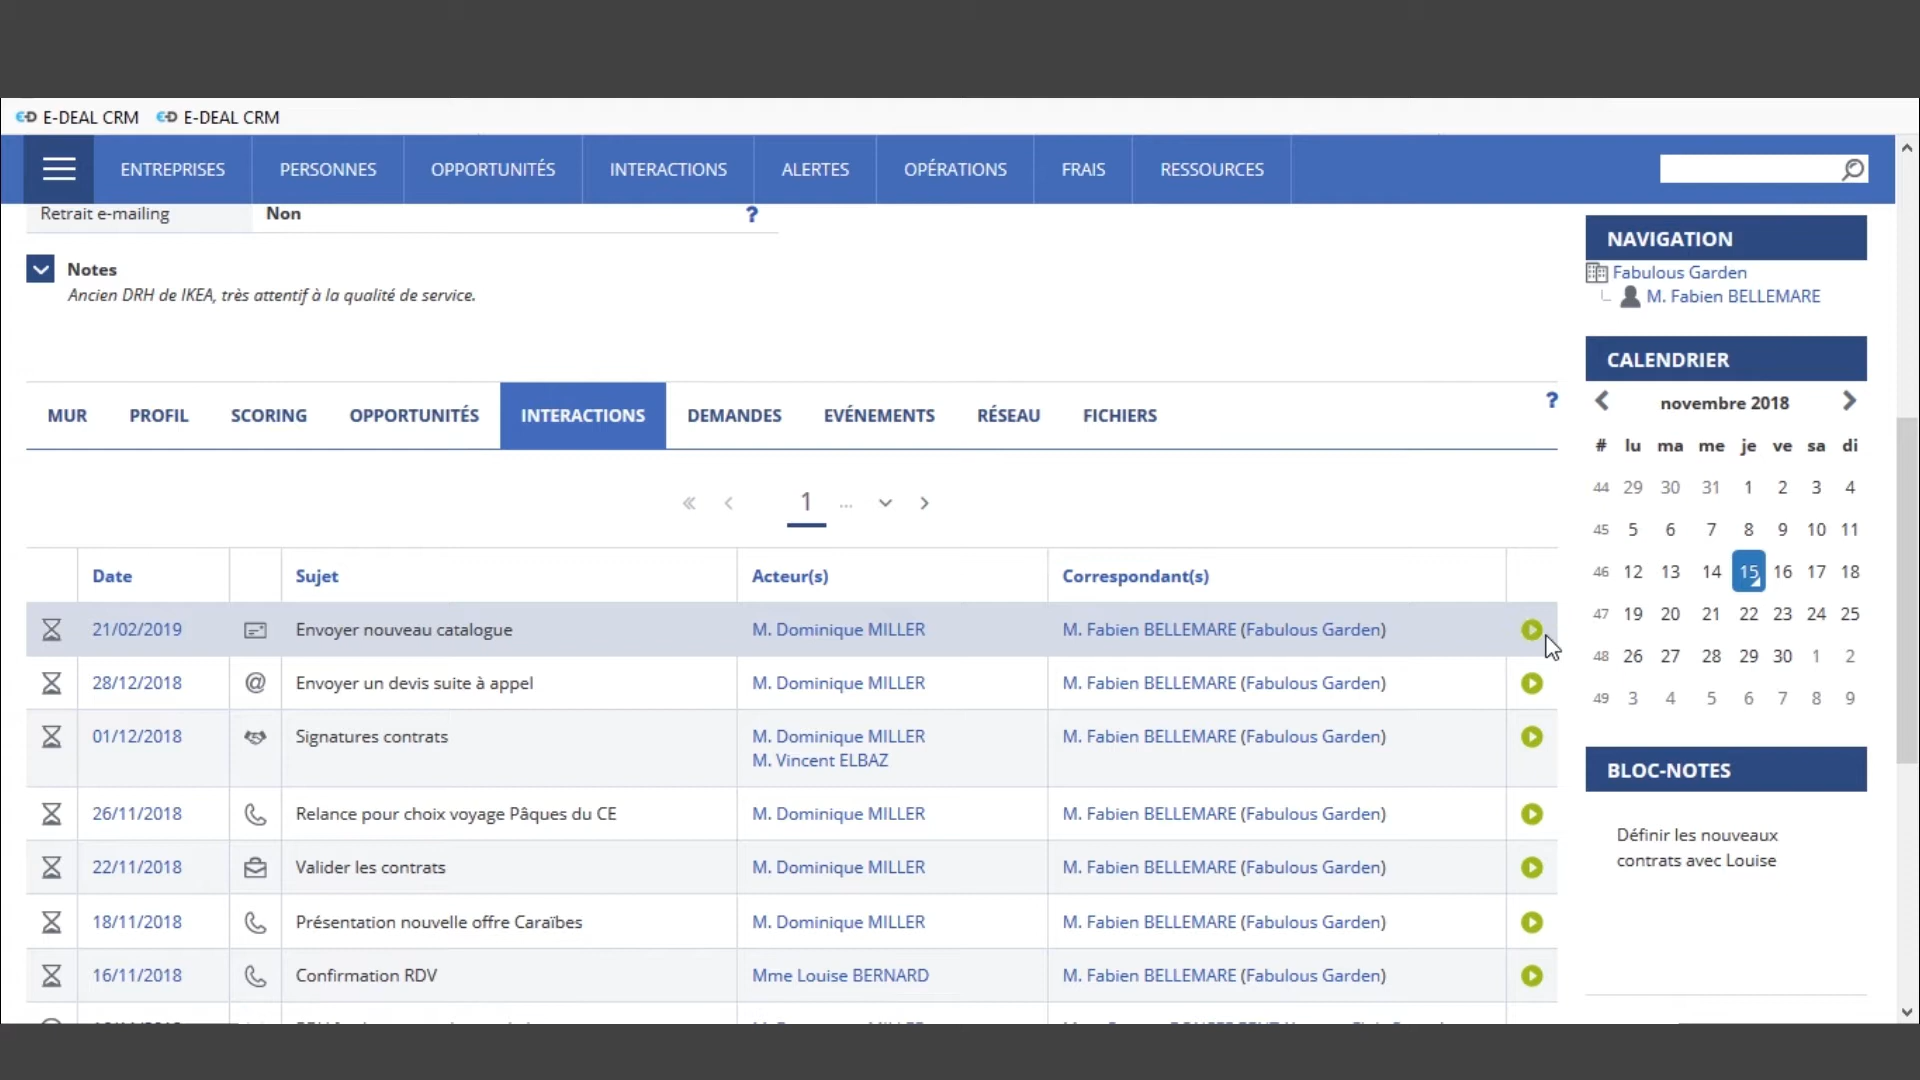 E-DEAL CRM E-DEAL CRM
ENTREPRISES PERSONNES OPPORTUNITÉS INTERACTIONS ALERTES OPÉRATIONS FRAIS RESSOURCES
Retrait e-mailing Non ?
Notes
Ancien DRH de IKEA, très attentif à la qualité de service.
MUR PROFIL SCORING OPPORTUNITÉS INTERACTIONS DEMANDES EVÉNEMENTS RÉSEAU FICHIERS ?
« ‹ 1 ... ›
Date Sujet Acteur(s) Correspondant(s)
21/02/2019 Envoyer nouveau catalogue M. Dominique MILLER M. Fabien BELLEMARE (Fabulous Garden)
28/12/2018 @ Envoyer un devis suite à appel M. Dominique MILLER M. Fabien BELLEMARE (Fabulous Garden)
01/12/2018 Signatures contrats M. Dominique MILLER M. Fabien BELLEMARE (Fabulous Garden)
M. Vincent ELBAZ
26/11/2018 Relance pour choix voyage Pâques du CE M. Dominique MILLER M. Fabien BELLEMARE (Fabulous Garden)
22/11/2018 Valider les contrats M. Dominique MILLER M. Fabien BELLEMARE (Fabulous Garden)
18/11/2018 Présentation nouvelle offre Caraïbes M. Dominique MILLER M. Fabien BELLEMARE (Fabulous Garden)
16/11/2018 Confirmation RDV Mme Louise BERNARD M. Fabien BELLEMARE (Fabulous Garden)
NAVIGATION
Fabulous Garden
M. Fabien BELLEMARE
CALENDRIER
novembre 2018
# lu ma me je ve sa di
44 29 30 31 1 2 3 4
45 5 6 7 8 9 10 11
46 12 13 14 15 16 17 18
47 19 20 21 22 23 24 25
48 26 27 28 29 30 1 2
49 3 4 5 6 7 8 9
BLOC-NOTES
Définir les nouveaux
contrats avec Louise